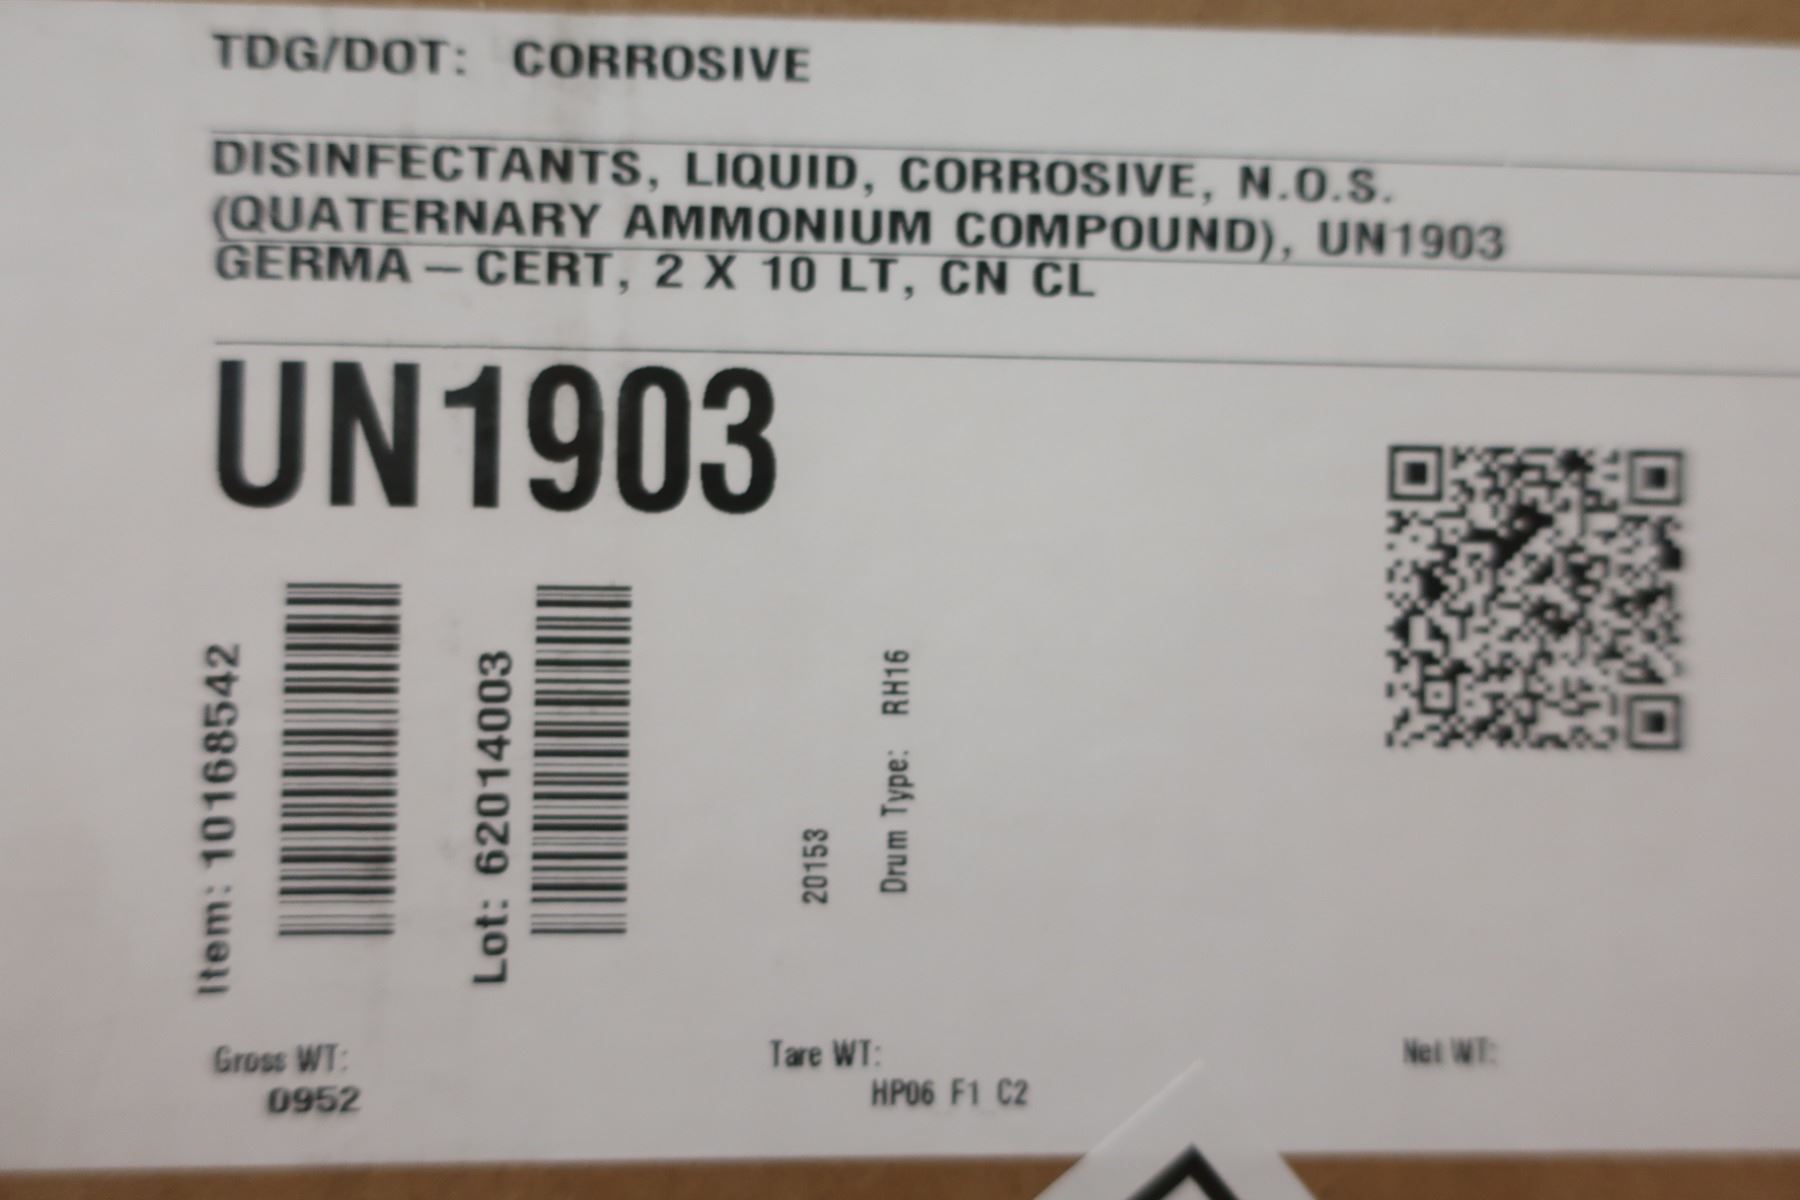 TDG/DOT: CORROSIVE
DISINFECTANTS, LIQUID, CORROSIVE, N.O.S.
(QUATERNARY AMMONIUM COMPOUND), UN1903
GERMA – CERT, 2 X 10 LT, CN CL
UN1903
Item: 10168542
Lot: 62014003
20153
Drum Type: RH16
Gross WT:
0952
Tare WT:
HP06 F1 C2
Net WT: